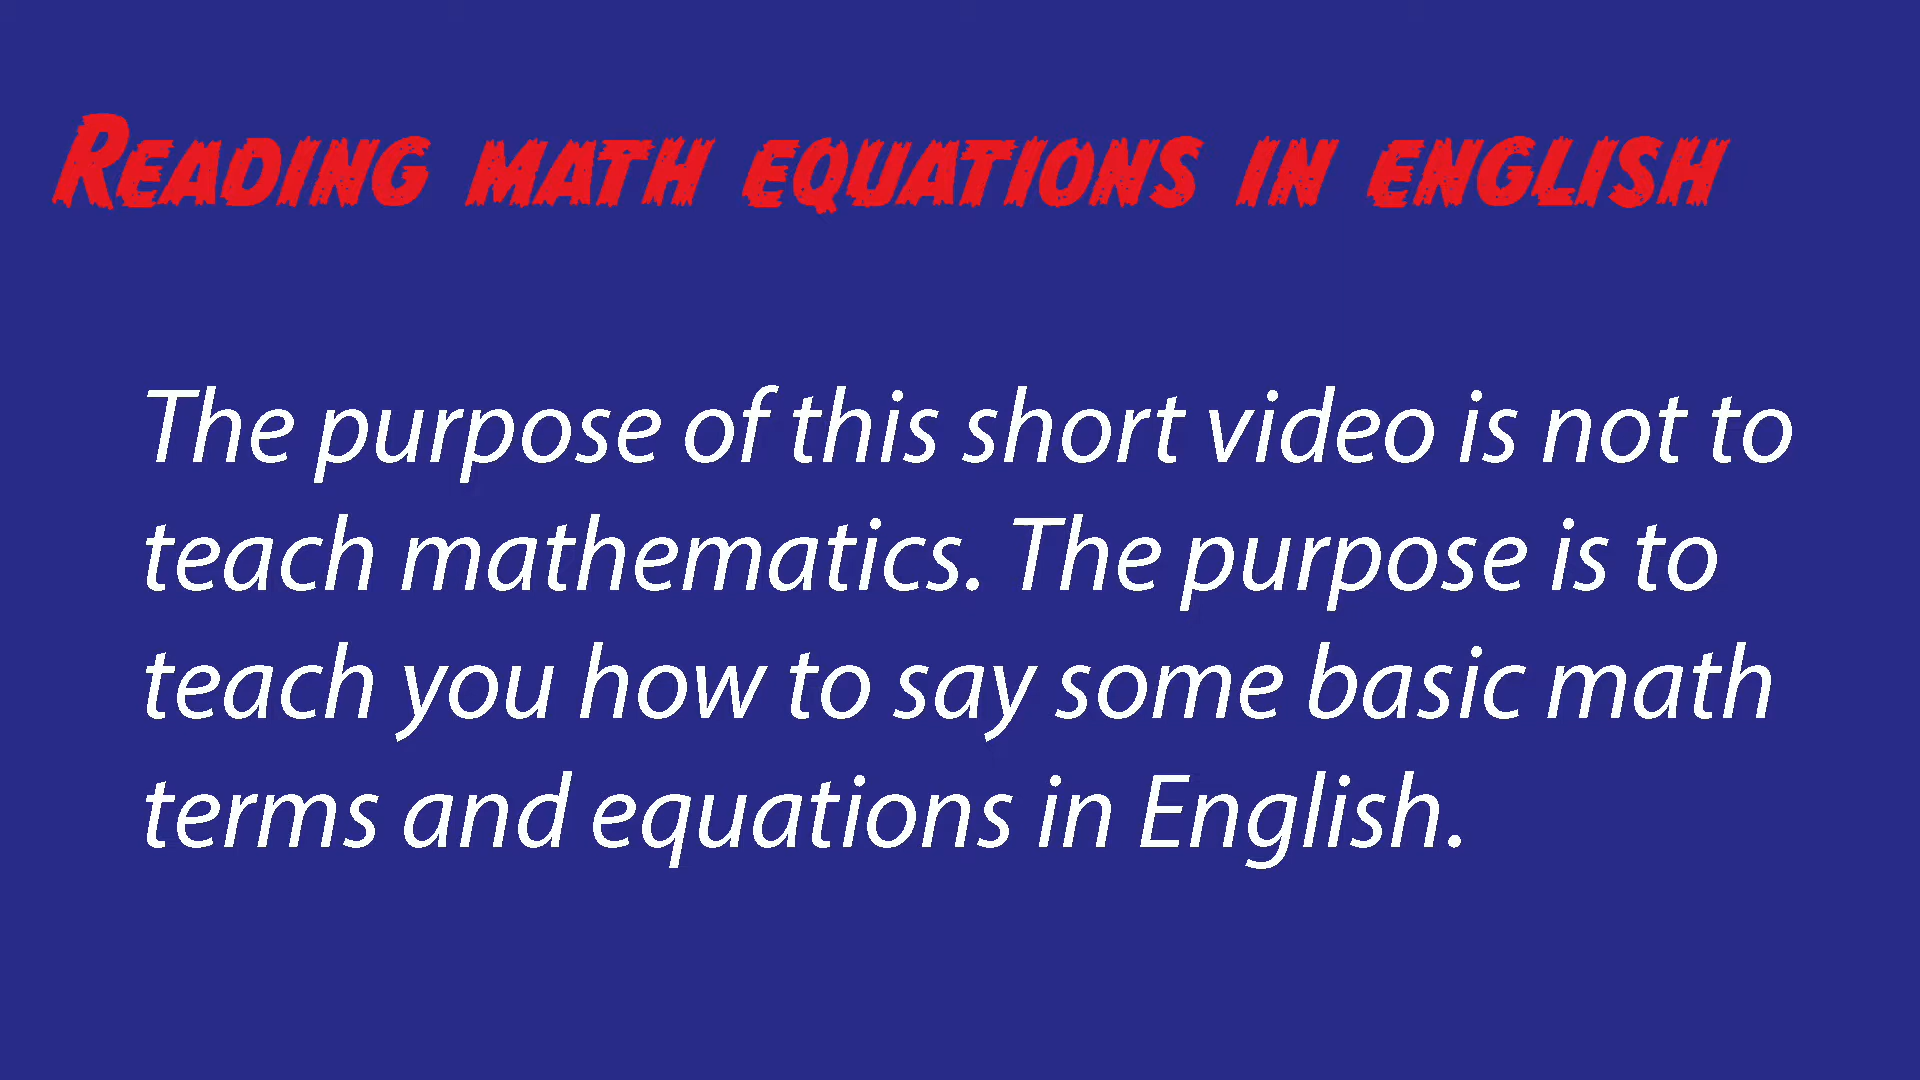 Reading math equations in english
The purpose of this short video is not to
teach mathematics. The purpose is to
teach you how to say some basic math
terms and equations in English.